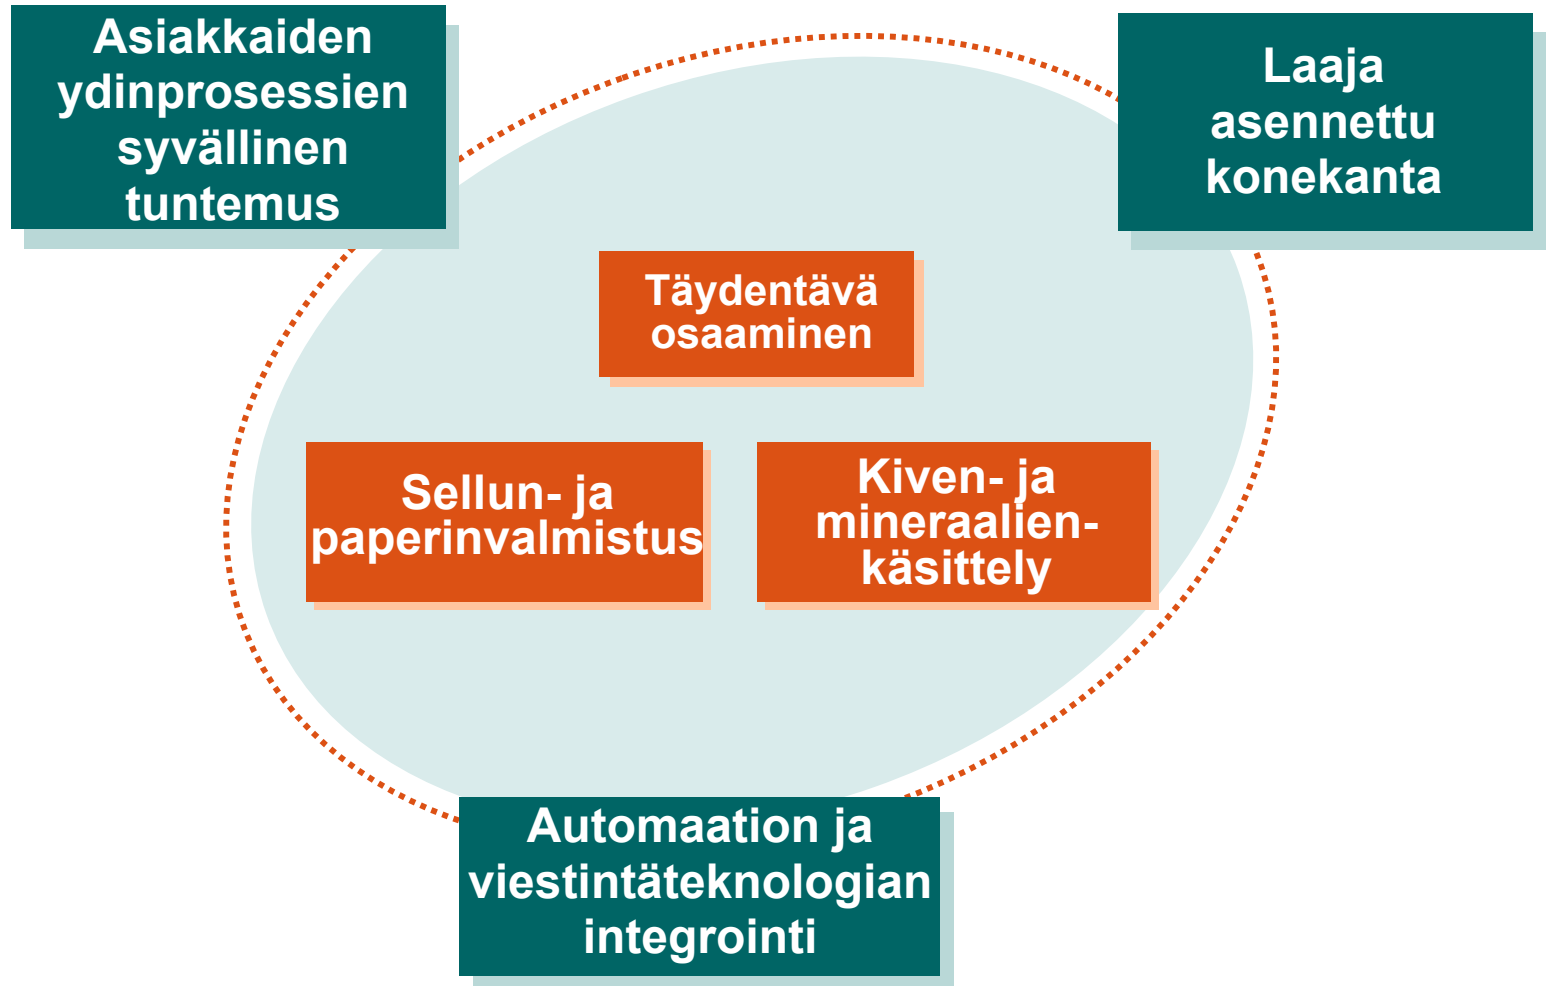 Asiakkaiden
ydinprosessien
syvällinen
tuntemus
Laaja
asennettu
konekanta
Täydentävä
osaaminen
Sellun- ja
paperinvalmistus
Kiven- ja
mineraalien-
käsittely
Automaation ja
viestintäteknologian
integrointi